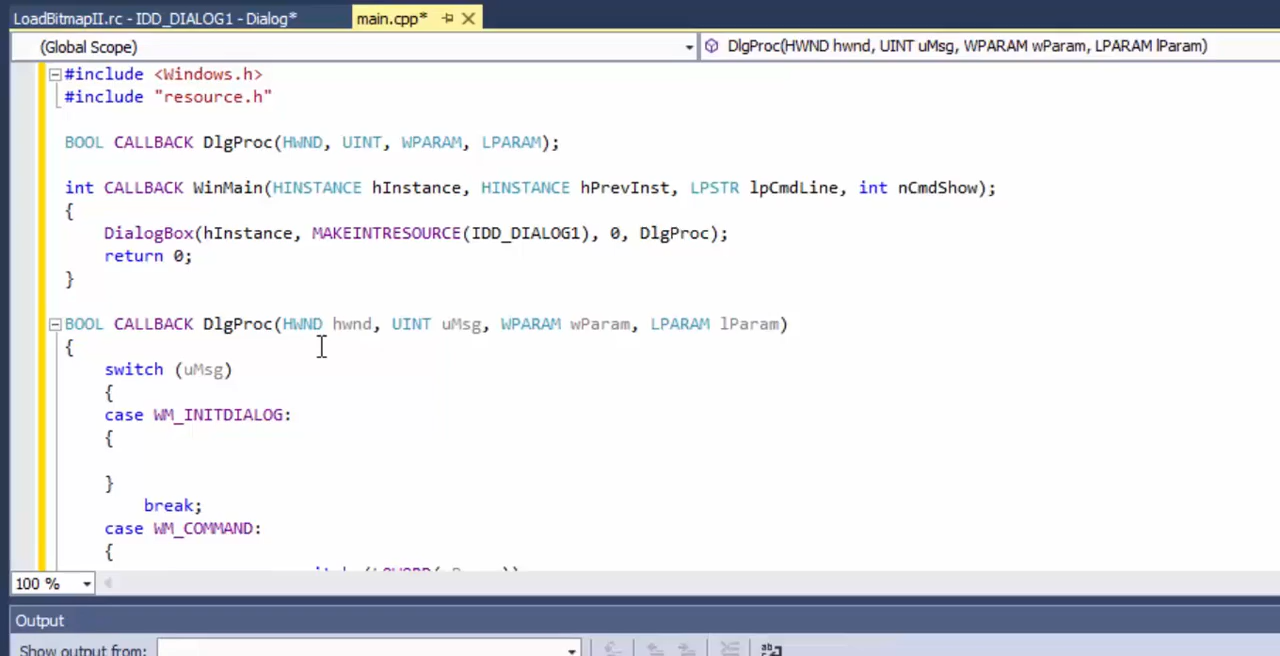 LoadBitmapII.rc - IDD_DIALOG1 - Dialog*
main.cpp*
(Global Scope)
DlgProc(HWND hwnd, UINT uMsg, WPARAM wParam, LPARAM lParam)
#include <Windows.h>
#include "resource.h"
BOOL CALLBACK DlgProc(HWND, UINT, WPARAM, LPARAM);
int CALLBACK WinMain(HINSTANCE hInstance, HINSTANCE hPrevInst, LPSTR lpCmdLine, int nCmdShow);
{
DialogBox(hInstance, MAKEINTRESOURCE(IDD_DIALOG1), 0, DlgProc);
return 0;
}
BOOL CALLBACK DlgProc(HWND hwnd, UINT uMsg, WPARAM wParam, LPARAM lParam)
{
switch (uMsg)
{
case WM_INITDIALOG:
{
}
break;
case WM_COMMAND:
{
100 %
Output
Show output from: